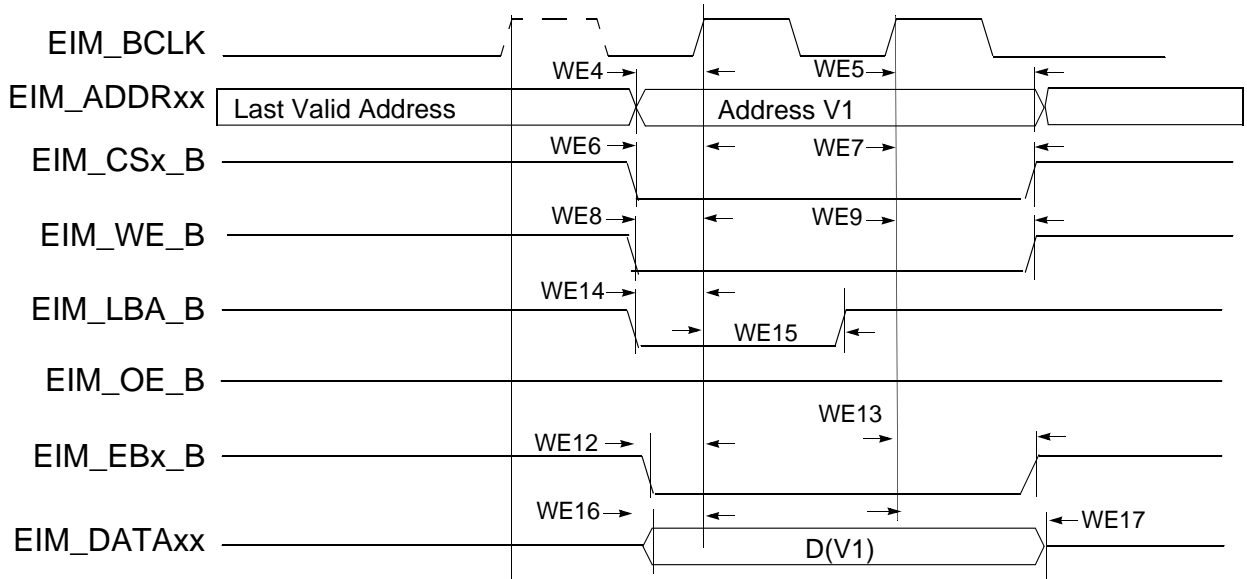 EIM_BCLK
WE4 WE5
EIM_ADDRxx Last Valid Address Address V1
WE6 WE7
EIM_CSx_B
WE8 WE9
EIM_WE_B
WE14
EIM_LBA_B WE15
EIM_OE_B
WE13
WE12
EIM_EBx_B
WE16 WE17
EIM_DATAxx D(V1)